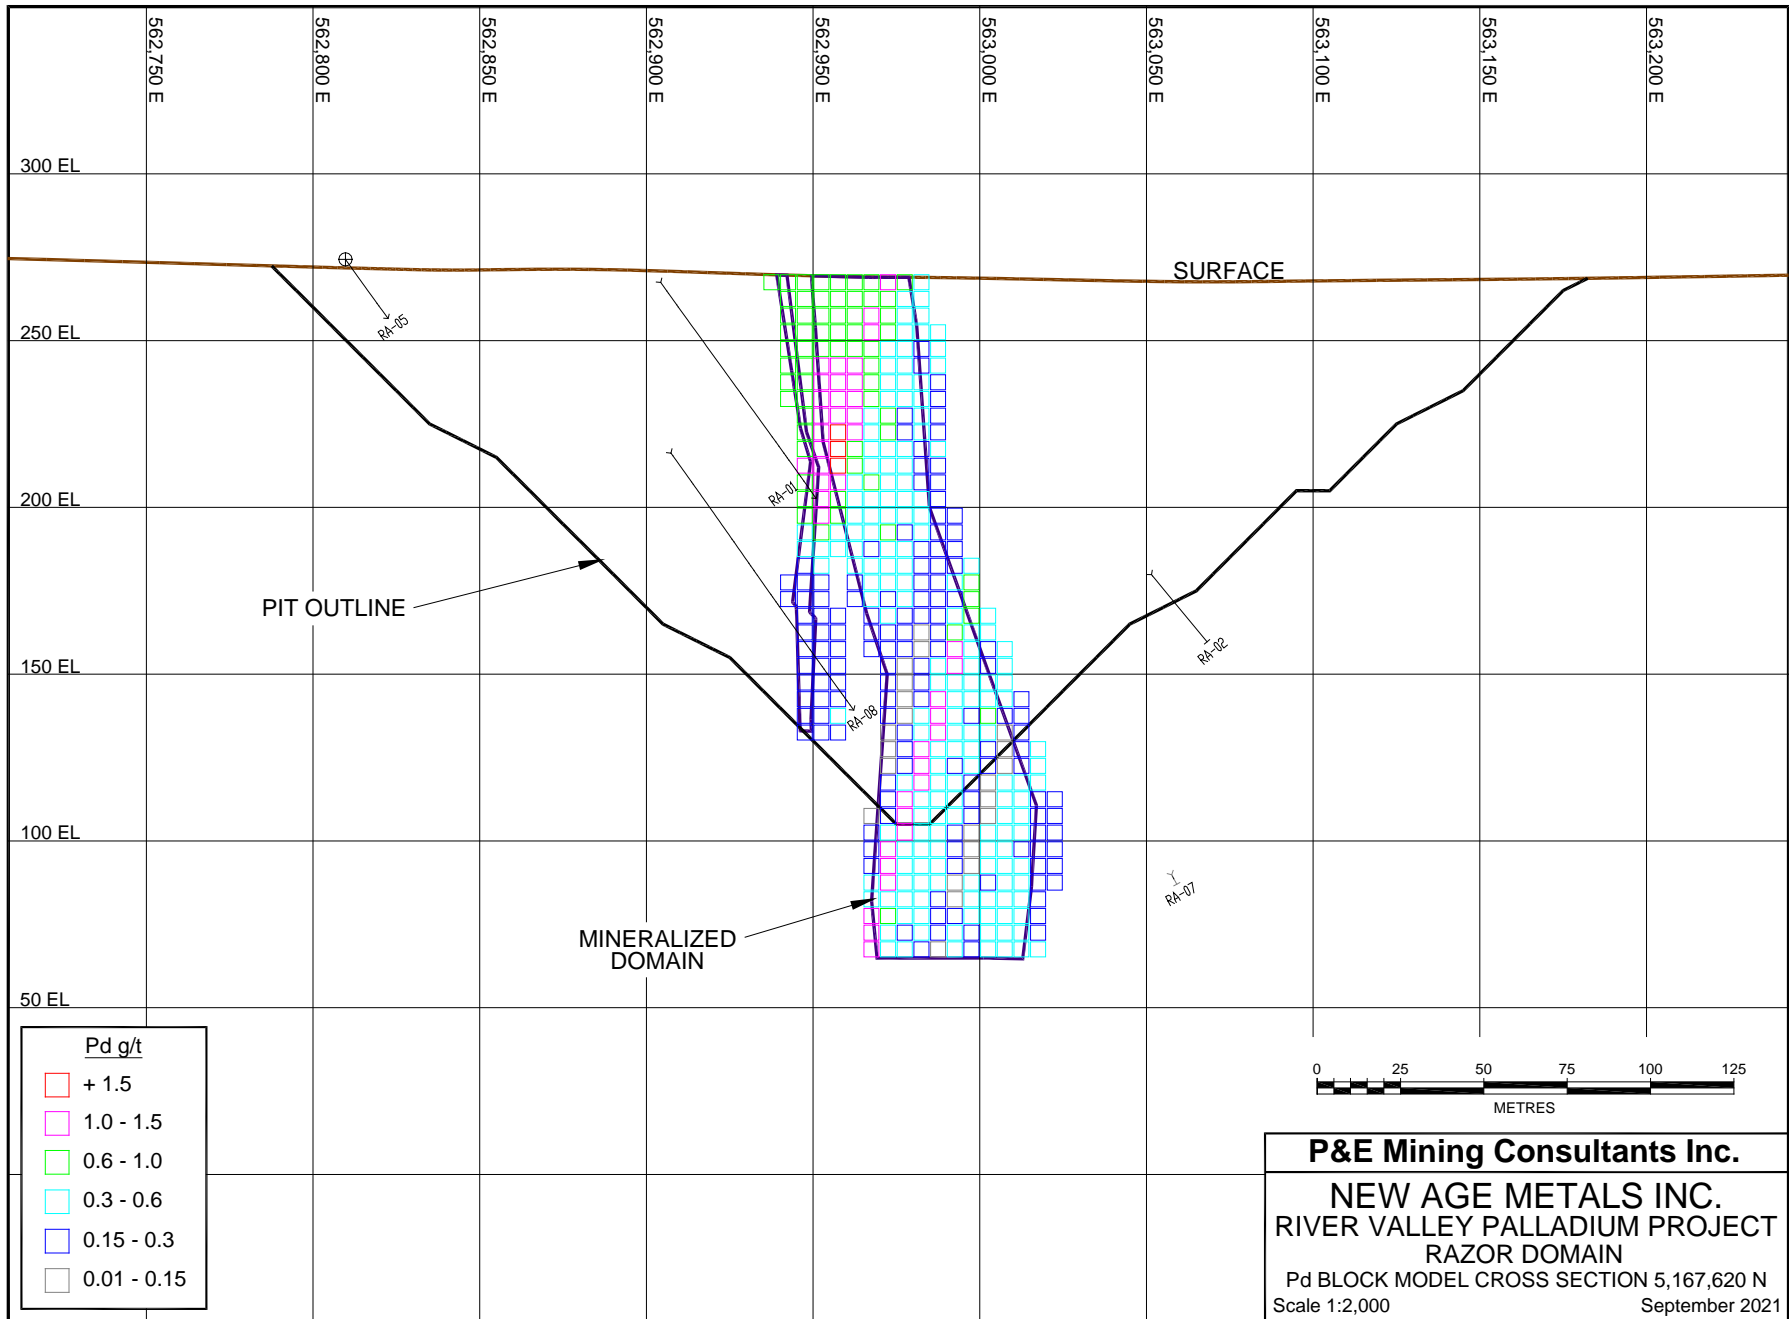 562,750 E
562,800 E
562,850 E
562,900 E
562,950 E
563,000 E
563,050 E
563,100 E
563,150 E
563,200 E
300 EL
SURFACE
RA-05
250 EL
RA-01
200 EL
PIT OUTLINE
RA-02
150 EL
RA-08
100 EL
RA-07
MINERALIZED
DOMAIN
50 EL
Pd g/t
+ 1.5
1.0 - 1.5
0.6 - 1.0
0.3 - 0.6
0.15 - 0.3
0.01 - 0.15
0 25 50 75 100 125
METRES
P&E Mining Consultants Inc.
NEW AGE METALS INC.
RIVER VALLEY PALLADIUM PROJECT
RAZOR DOMAIN
Pd BLOCK MODEL CROSS SECTION 5,167,620 N
Scale 1:2,000 September 2021